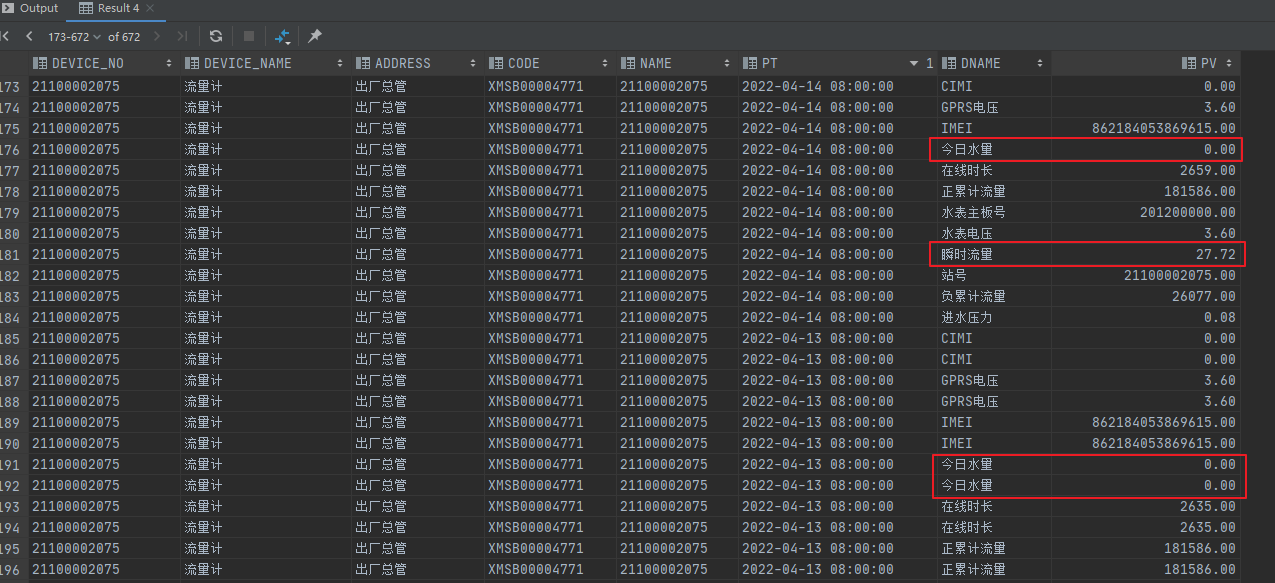 Output Result 4
173-672 of 672
DEVICE_NO DEVICE_NAME ADDRESS CODE NAME PT 1 DNAME PV
173 21100002075 流量计 出厂总管 XMSB00004771 21100002075 2022-04-14 08:00:00 CIMI 0.00
174 21100002075 流量计 出厂总管 XMSB00004771 21100002075 2022-04-14 08:00:00 GPRS电压 3.60
175 21100002075 流量计 出厂总管 XMSB00004771 21100002075 2022-04-14 08:00:00 IMEI 862184053869615.00
176 21100002075 流量计 出厂总管 XMSB00004771 21100002075 2022-04-14 08:00:00 今日水量 0.00
177 21100002075 流量计 出厂总管 XMSB00004771 21100002075 2022-04-14 08:00:00 在线时长 2659.00
178 21100002075 流量计 出厂总管 XMSB00004771 21100002075 2022-04-14 08:00:00 正累计流量 181586.00
179 21100002075 流量计 出厂总管 XMSB00004771 21100002075 2022-04-14 08:00:00 水表主板号 201200000.00
180 21100002075 流量计 出厂总管 XMSB00004771 21100002075 2022-04-14 08:00:00 水表电压 3.60
181 21100002075 流量计 出厂总管 XMSB00004771 21100002075 2022-04-14 08:00:00 瞬时流量 27.72
182 21100002075 流量计 出厂总管 XMSB00004771 21100002075 2022-04-14 08:00:00 站号 21100002075.00
183 21100002075 流量计 出厂总管 XMSB00004771 21100002075 2022-04-14 08:00:00 负累计流量 26077.00
184 21100002075 流量计 出厂总管 XMSB00004771 21100002075 2022-04-14 08:00:00 进水压力 0.08
185 21100002075 流量计 出厂总管 XMSB00004771 21100002075 2022-04-13 08:00:00 CIMI 0.00
186 21100002075 流量计 出厂总管 XMSB00004771 21100002075 2022-04-13 08:00:00 CIMI 0.00
187 21100002075 流量计 出厂总管 XMSB00004771 21100002075 2022-04-13 08:00:00 GPRS电压 3.60
188 21100002075 流量计 出厂总管 XMSB00004771 21100002075 2022-04-13 08:00:00 GPRS电压 3.60
189 21100002075 流量计 出厂总管 XMSB00004771 21100002075 2022-04-13 08:00:00 IMEI 862184053869615.00
190 21100002075 流量计 出厂总管 XMSB00004771 21100002075 2022-04-13 08:00:00 IMEI 862184053869615.00
191 21100002075 流量计 出厂总管 XMSB00004771 21100002075 2022-04-13 08:00:00 今日水量 0.00
192 21100002075 流量计 出厂总管 XMSB00004771 21100002075 2022-04-13 08:00:00 今日水量 0.00
193 21100002075 流量计 出厂总管 XMSB00004771 21100002075 2022-04-13 08:00:00 在线时长 2635.00
194 21100002075 流量计 出厂总管 XMSB00004771 21100002075 2022-04-13 08:00:00 在线时长 2635.00
195 21100002075 流量计 出厂总管 XMSB00004771 21100002075 2022-04-13 08:00:00 正累计流量 181586.00
196 21100002075 流量计 出厂总管 XMSB00004771 21100002075 2022-04-13 08:00:00 正累计流量 181586.00